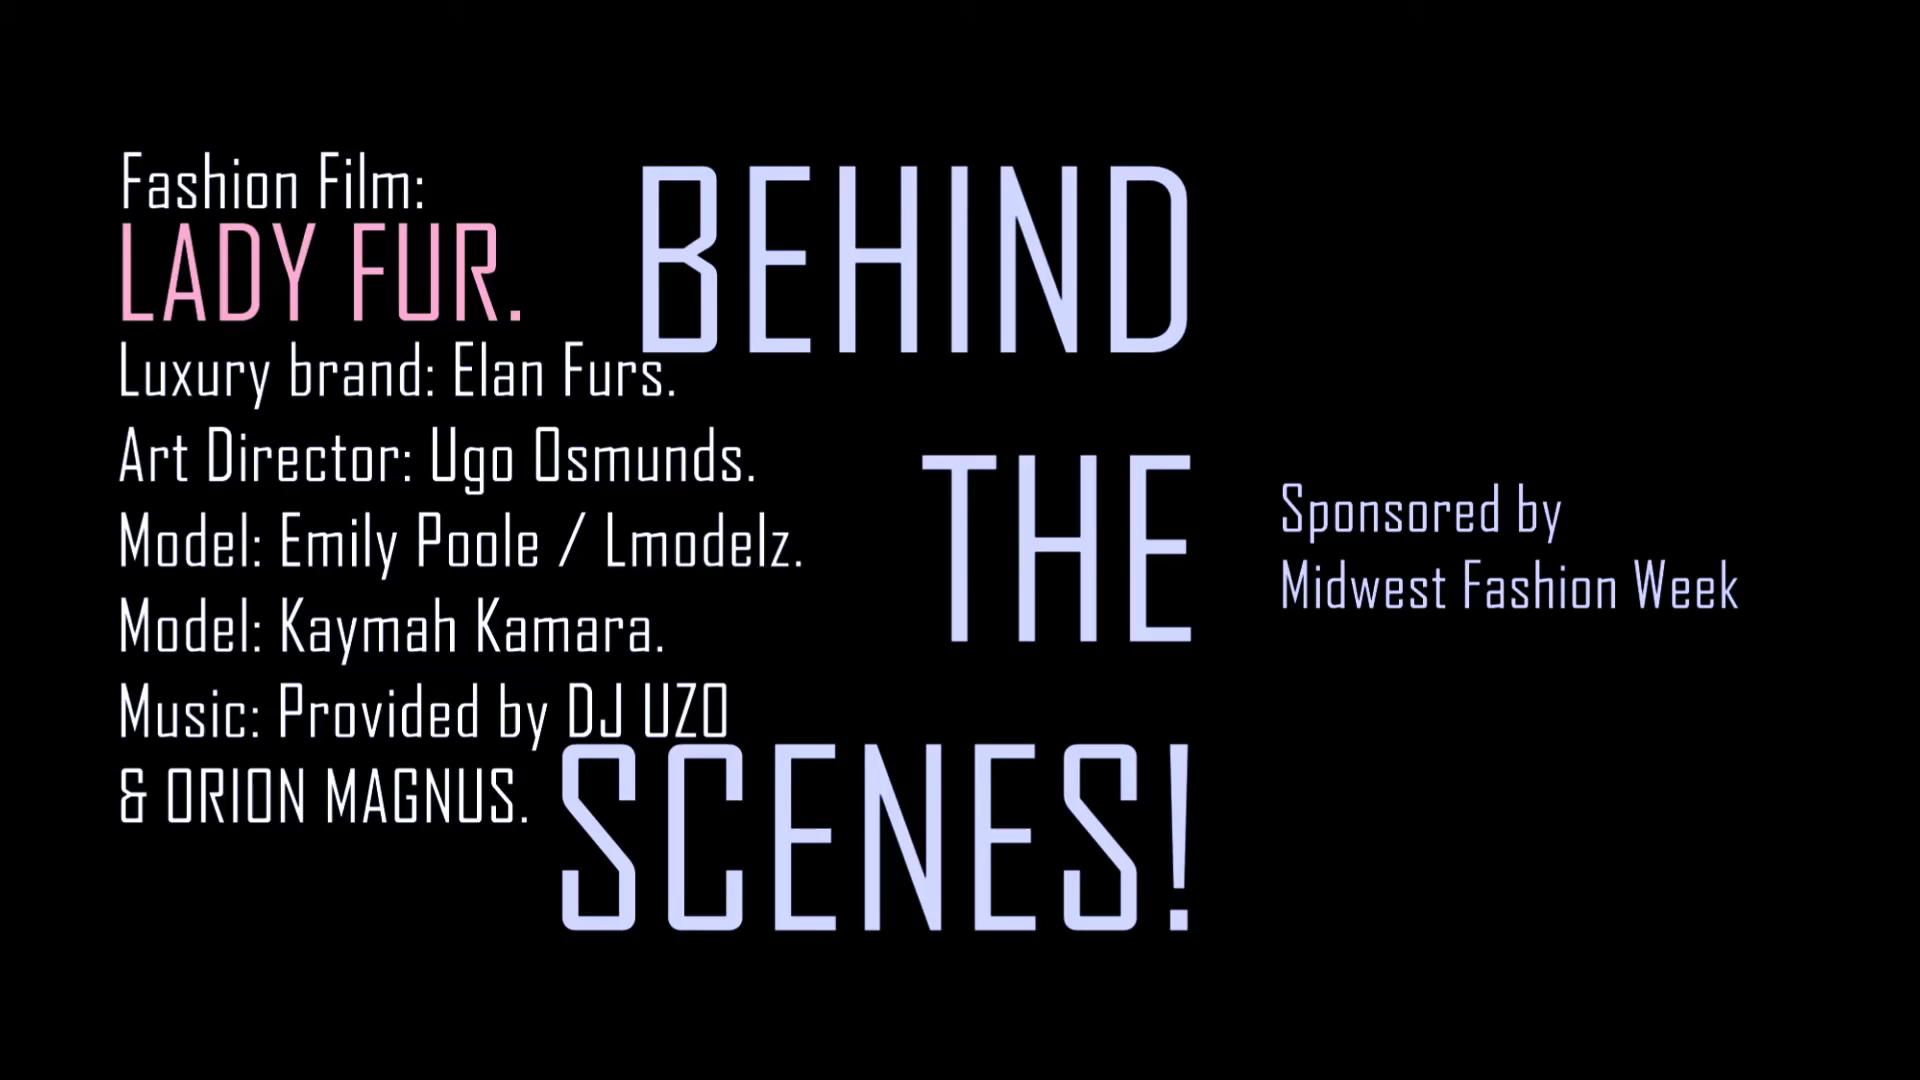 Fashion Film:
LADY FUR.
Luxury brand: Elan Furs.
Art Director: Ugo Osmunds.
Model: Emily Poole / Lmodelz.
Model: Kaymah Kamara.
Music: Provided by DJ UZO
& ORION MAGNUS.
BEHIND
THE
SCENES!
Sponsored by
Midwest Fashion Week